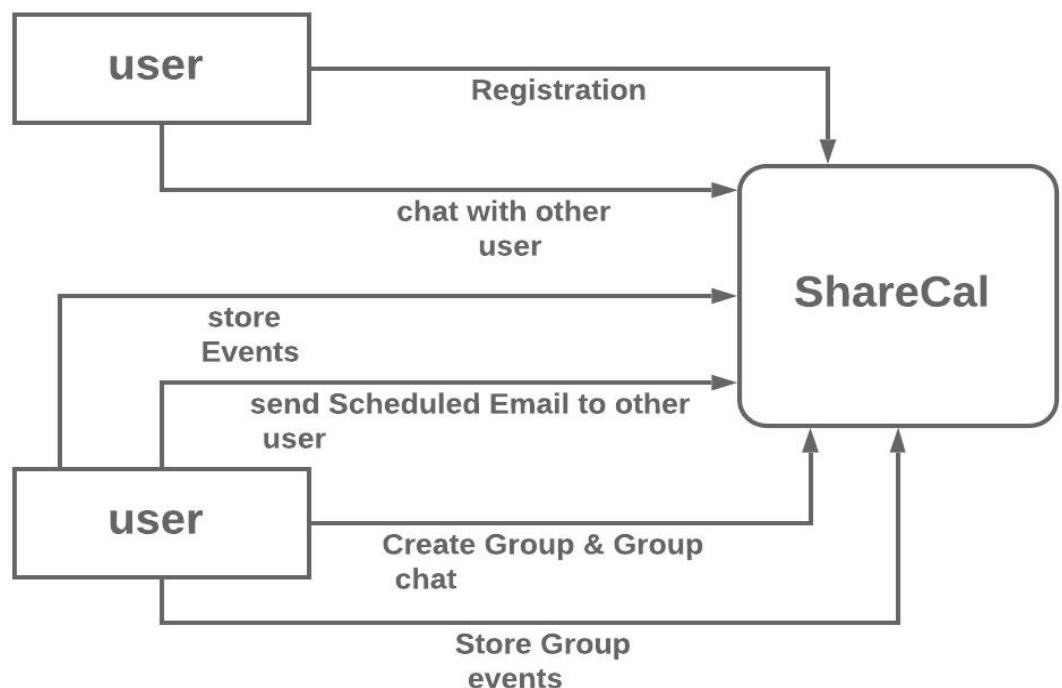 user
Registration
chat with other
user
ShareCal
store
Events
send Scheduled Email to other
user
user
Create Group & Group
chat
Store Group
events